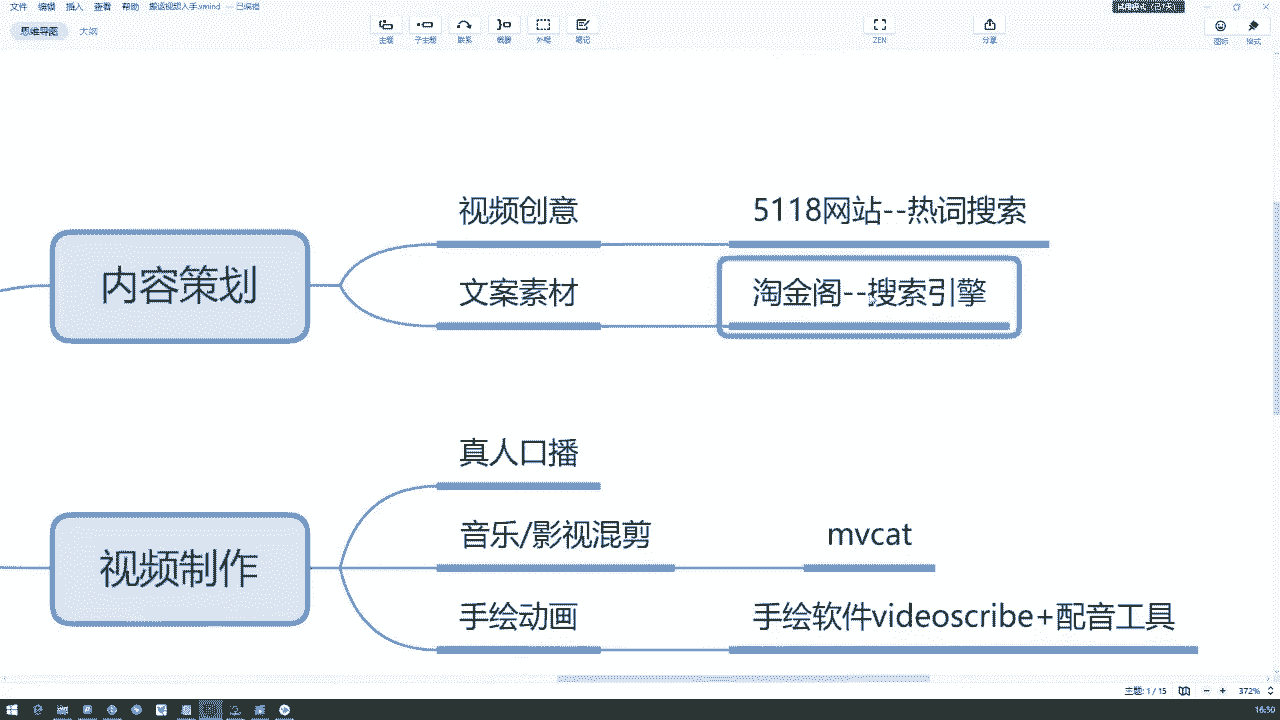 文件 编辑 插入 查看 帮助 搬运视频入手.xmind — 已编辑
思维导图 大纲
主题 子主题 联系 概要 外框 笔记 ZEN 分享 图标 格式
视频创意 5118网站--热词搜索
内容策划
文案素材 淘金阁--搜索引擎
真人口播
音乐/影视混剪 mvcat
视频制作
手绘动画 手绘软件videoscribe+配音工具
主题: 1 / 15 372%
16:50